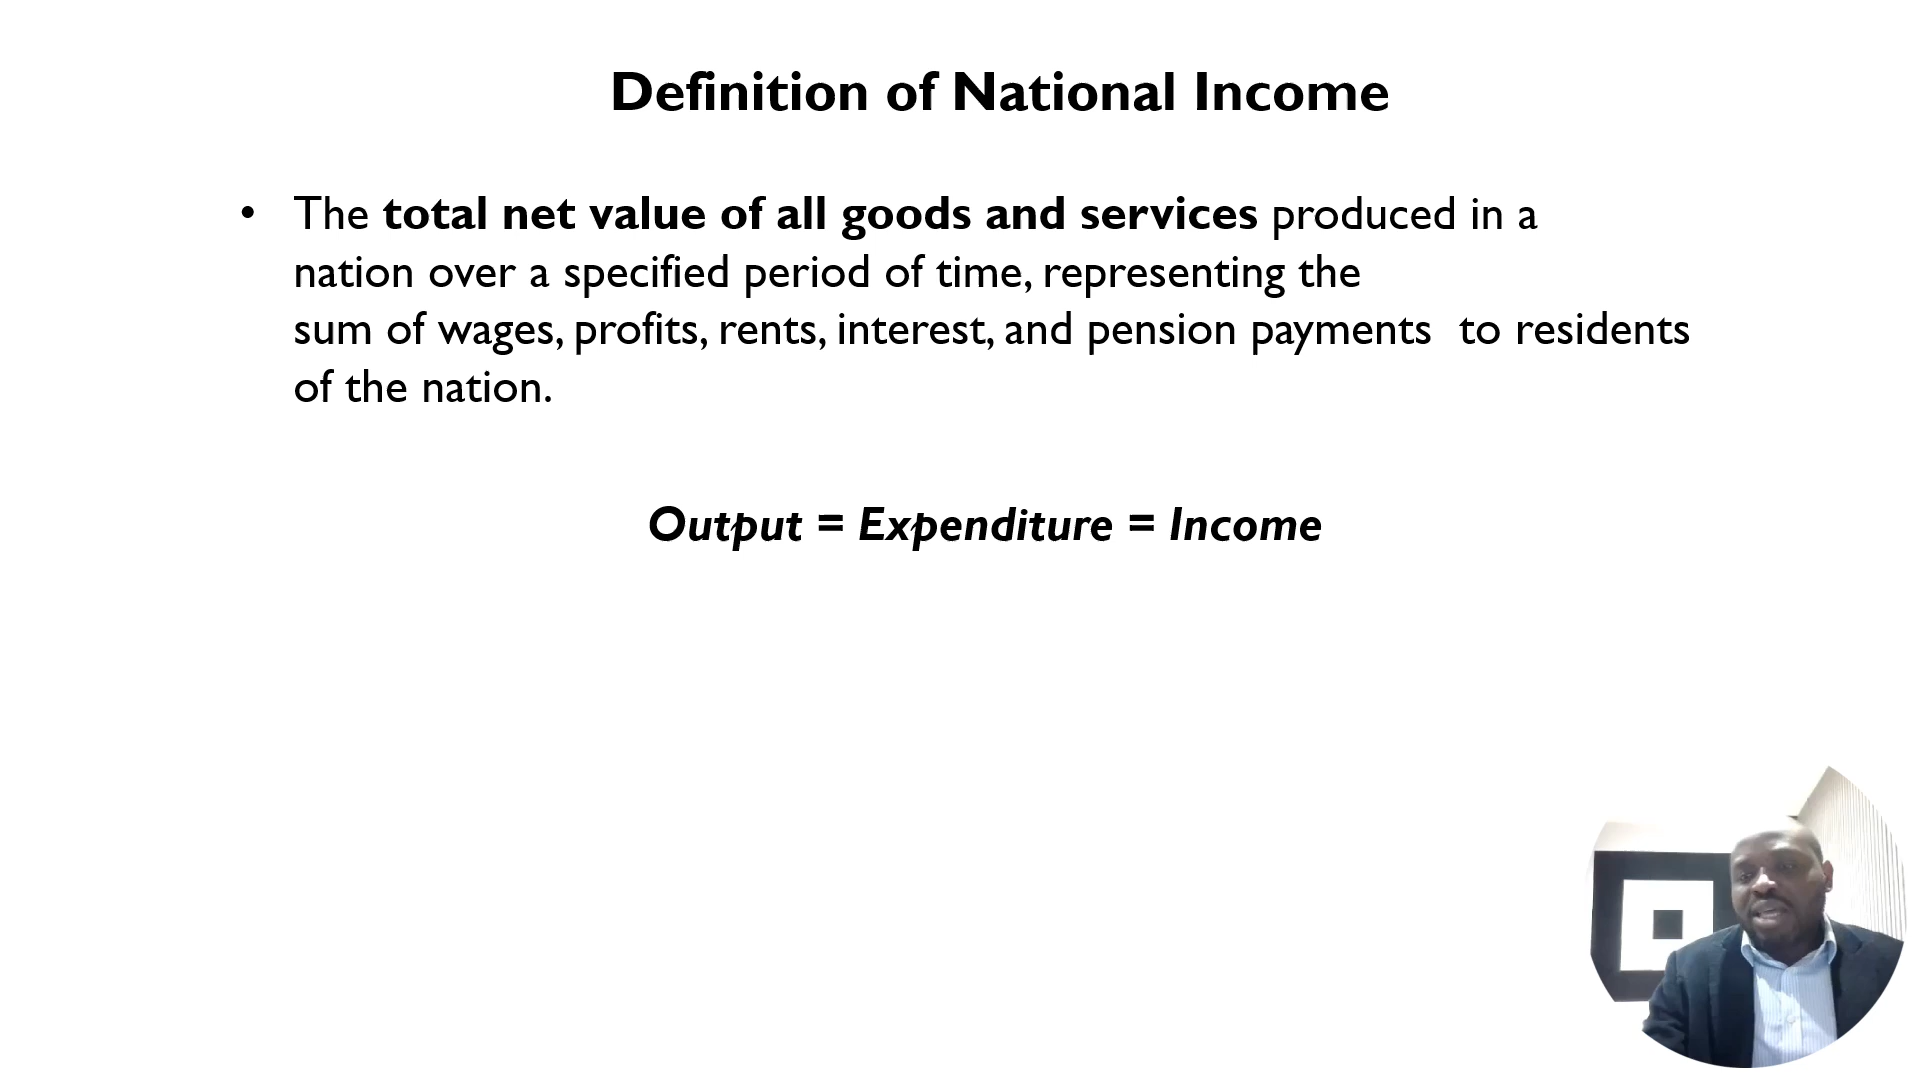 Definition of National Income
• The total net value of all goods and services produced in a
nation over a specified period of time, representing the
sum of wages, profits, rents, interest, and pension payments  to residents
of the nation.
Output = Expenditure = Income